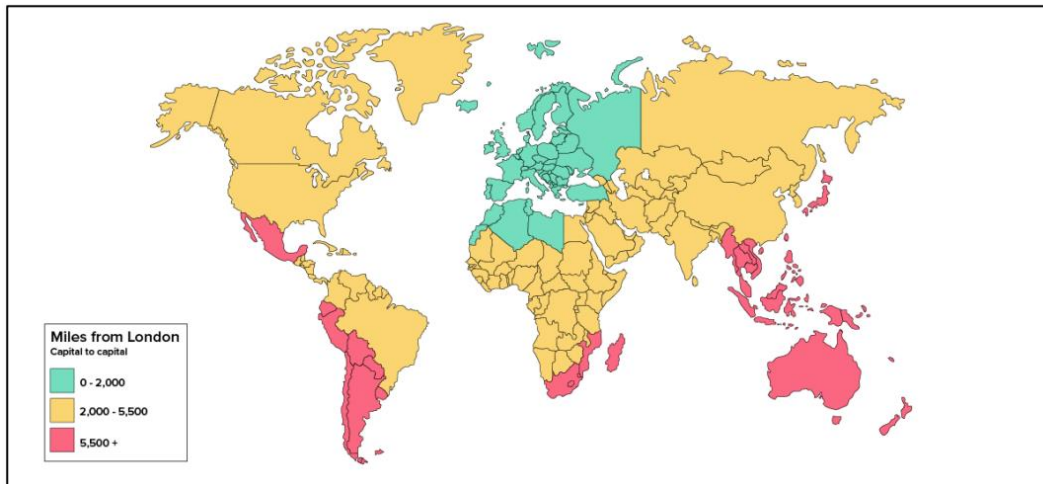 Miles from London
Capital to capital
0 - 2,000
2,000 - 5,500
5,500 +